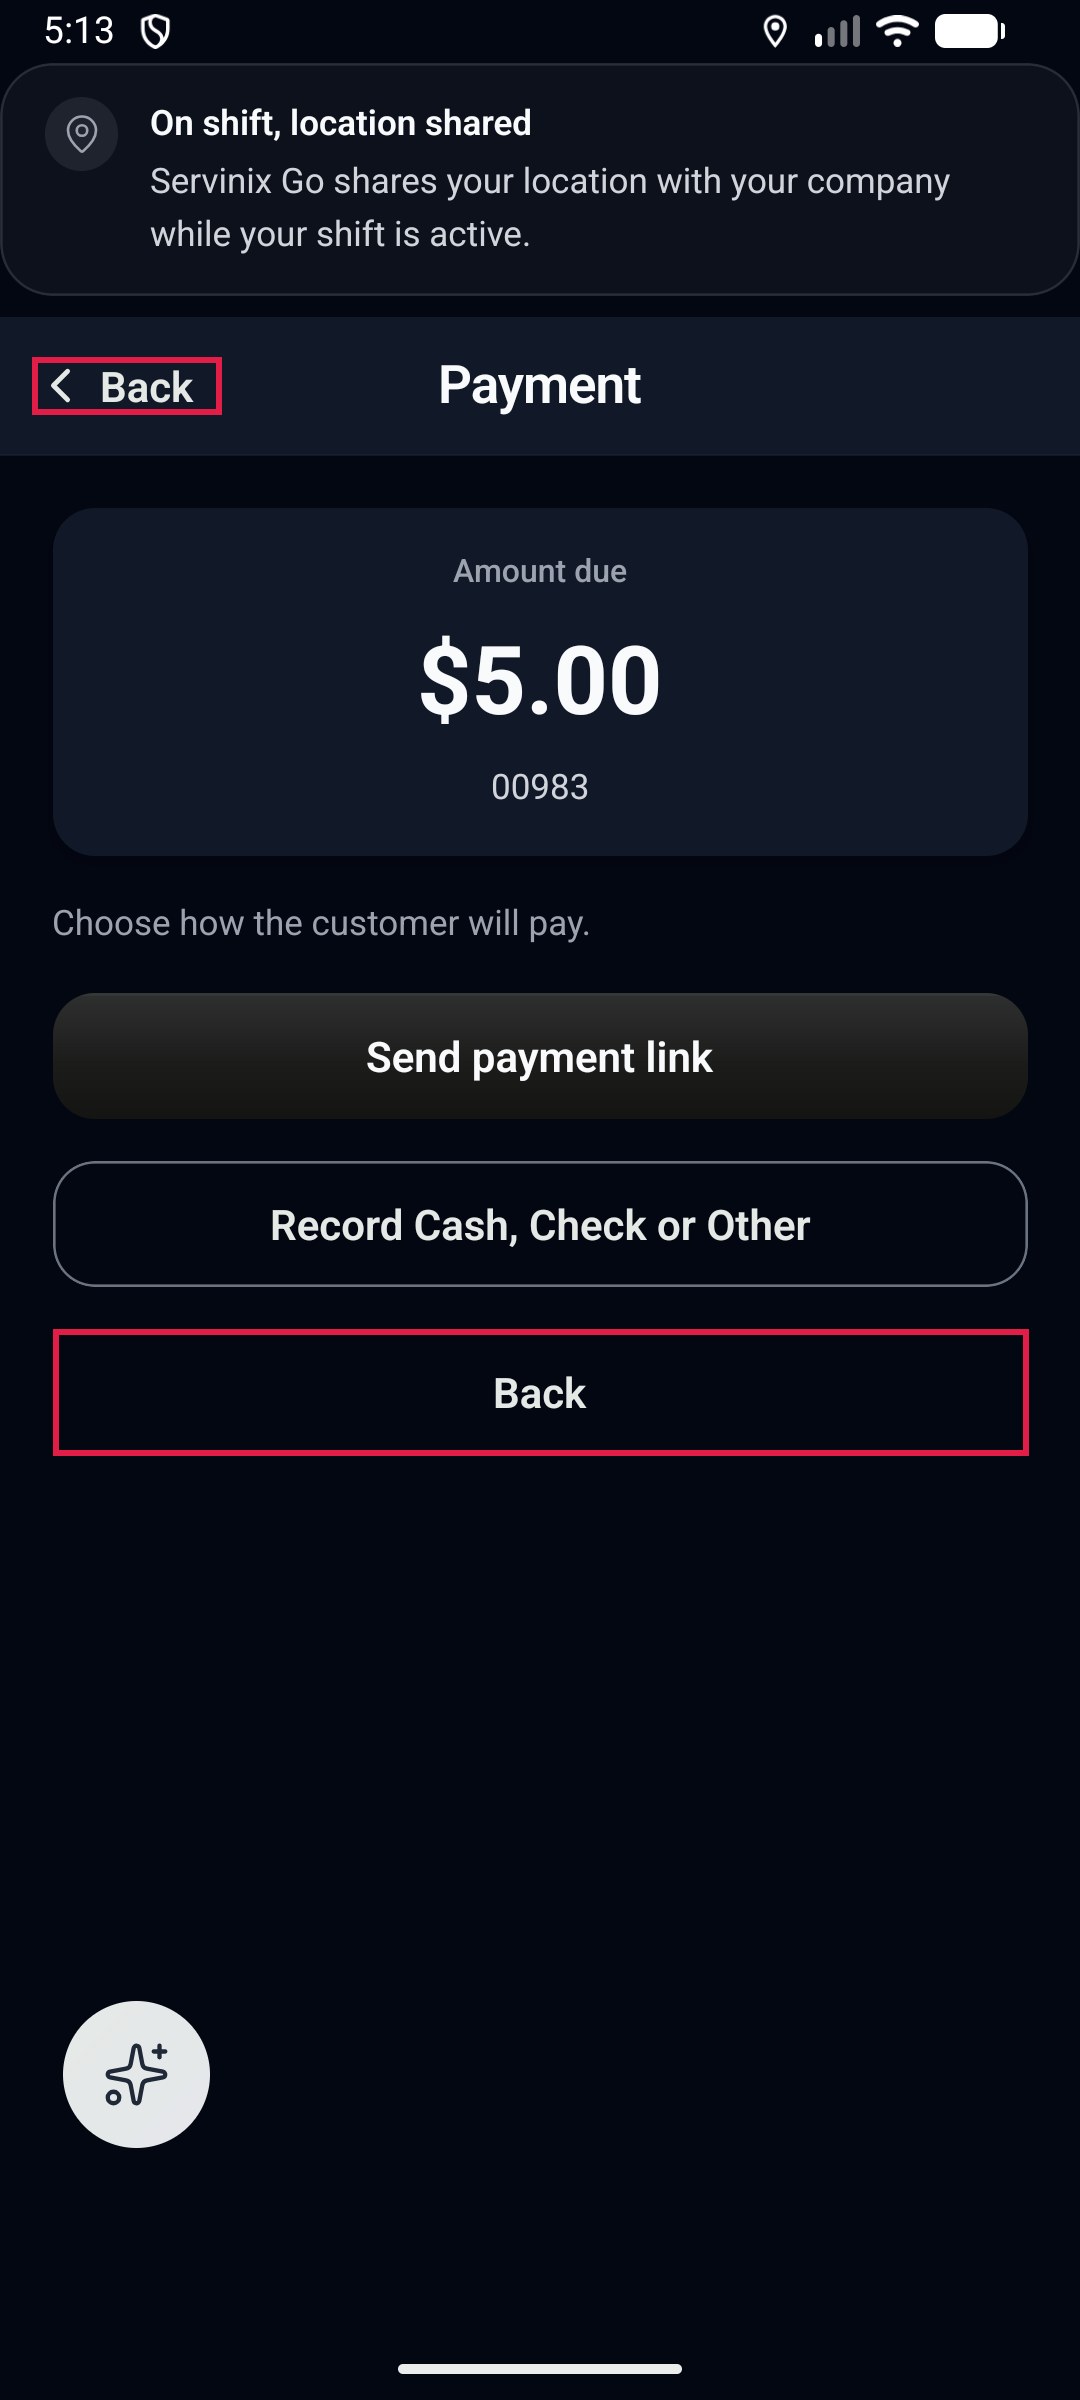 5:13
On shift, location shared
Servinix Go shares your location with your company
while your shift is active.
Back
Payment
Amount due
$5.00
00983
Choose how the customer will pay.
Send payment link
Record Cash, Check or Other
Back